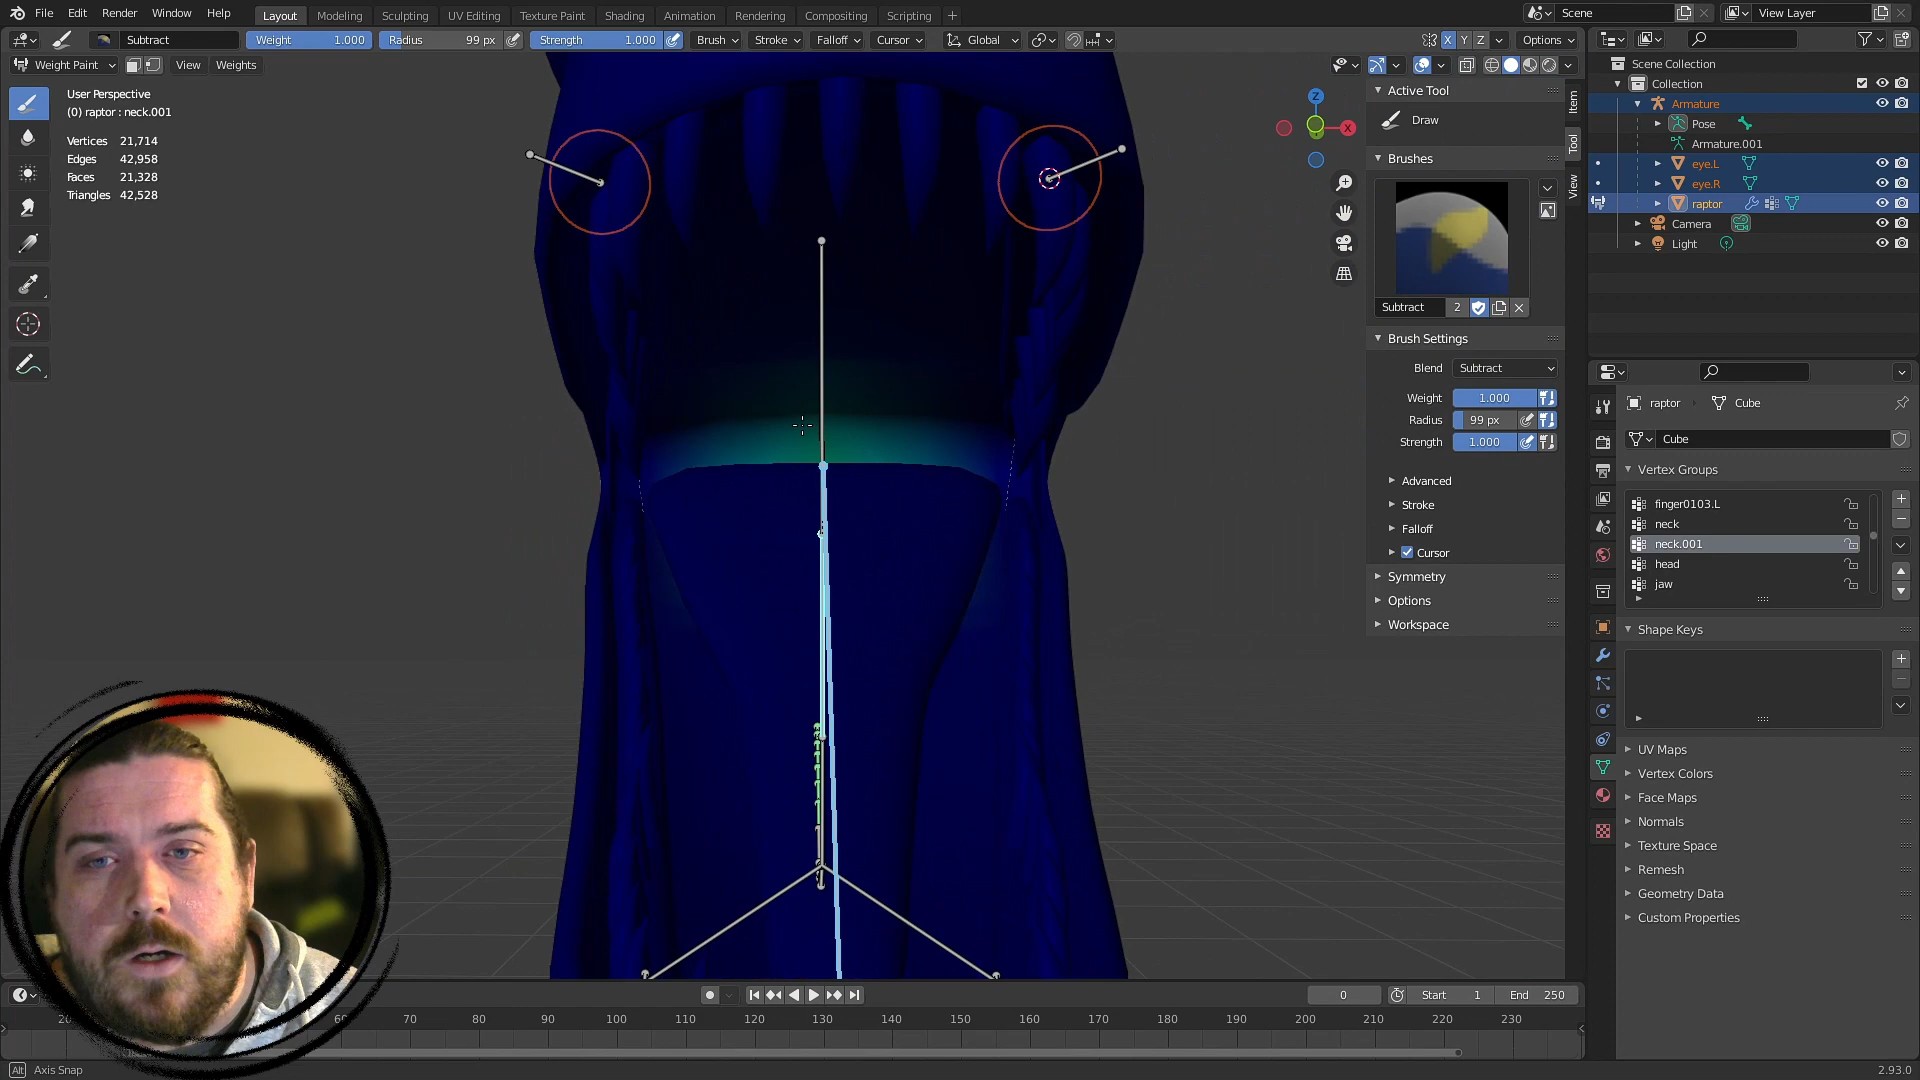 File Edit Render Window Help Layout Modeling Sculpting UV Editing Texture Paint Shading Animation Rendering Compositing Scripting + Scene View Layer
Subtract Weight 1.000 Radius 99 px Strength 1.000 Brush Stroke Falloff Cursor Global X Y Z Options
Weight Paint View Weights
User Perspective
(0) raptor : neck.001
Vertices 21,714
Edges 42,958
Faces 21,328
Triangles 42,528
Z
X
Item
Tool
View
Active Tool
Draw
Brushes
Subtract 2
Brush Settings
Blend Subtract
Weight 1.000
Radius 99 px
Strength 1.000
Advanced
Stroke
Falloff
Cursor
Symmetry
Options
Workspace
Scene Collection
Collection
Armature
Pose
Armature.001
eye.L
eye.R
raptor
Camera
Light
raptor Cube
Cube
Vertex Groups
finger0103.L
neck
neck.001
head
jaw
Shape Keys
UV Maps
Vertex Colors
Face Maps
Normals
Texture Space
Remesh
Geometry Data
Custom Properties
0 Start 1 End 250
60 70 80 90 100 110 120 130 140 150 160 170 180 190 200 210 220 230
Alt Axis Snap 2.93.0